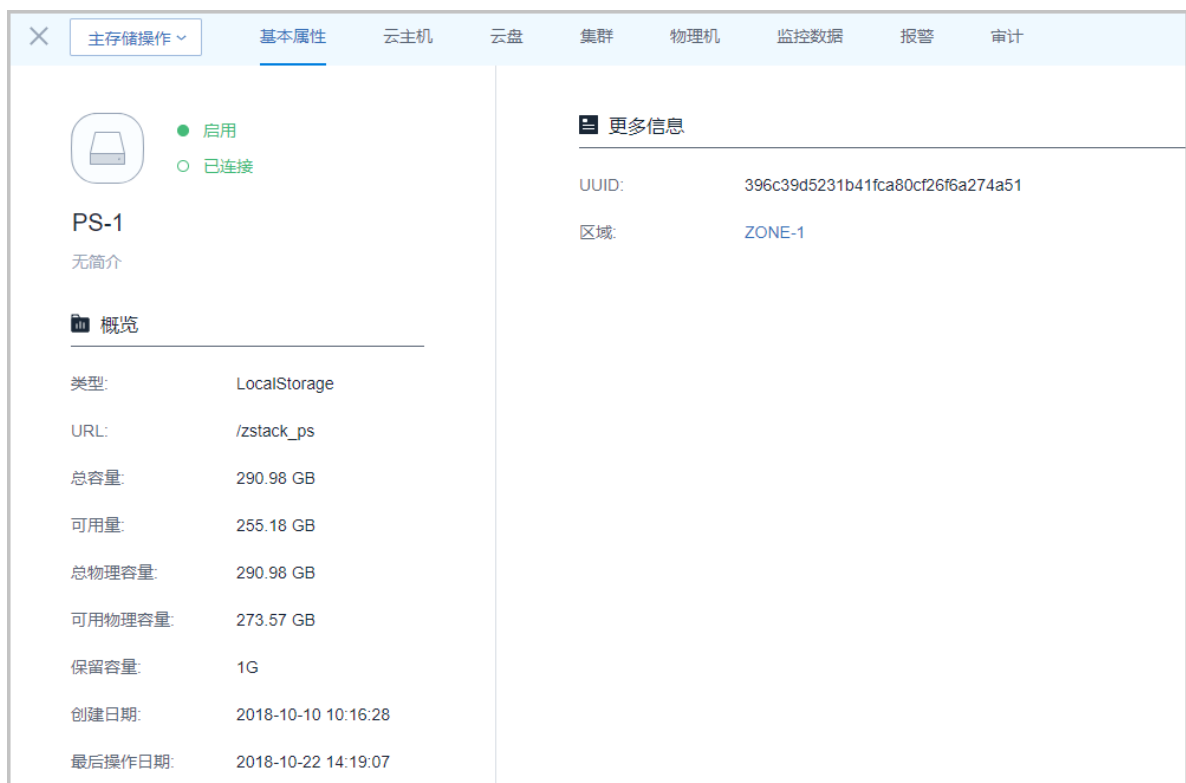 主存储操作 基本属性 云主机 云盘 集群 物理机 监控数据 报警 审计
启用
已连接
PS-1
无简介
概览
类型: LocalStorage
URL: /zstack_ps
总容量: 290.98 GB
可用量: 255.18 GB
总物理容量: 290.98 GB
可用物理容量: 273.57 GB
保留容量: 1G
创建日期: 2018-10-10 10:16:28
最后操作日期: 2018-10-22 14:19:07
更多信息
UUID: 396c39d5231b41fca80cf26f6a274a51
区域: ZONE-1